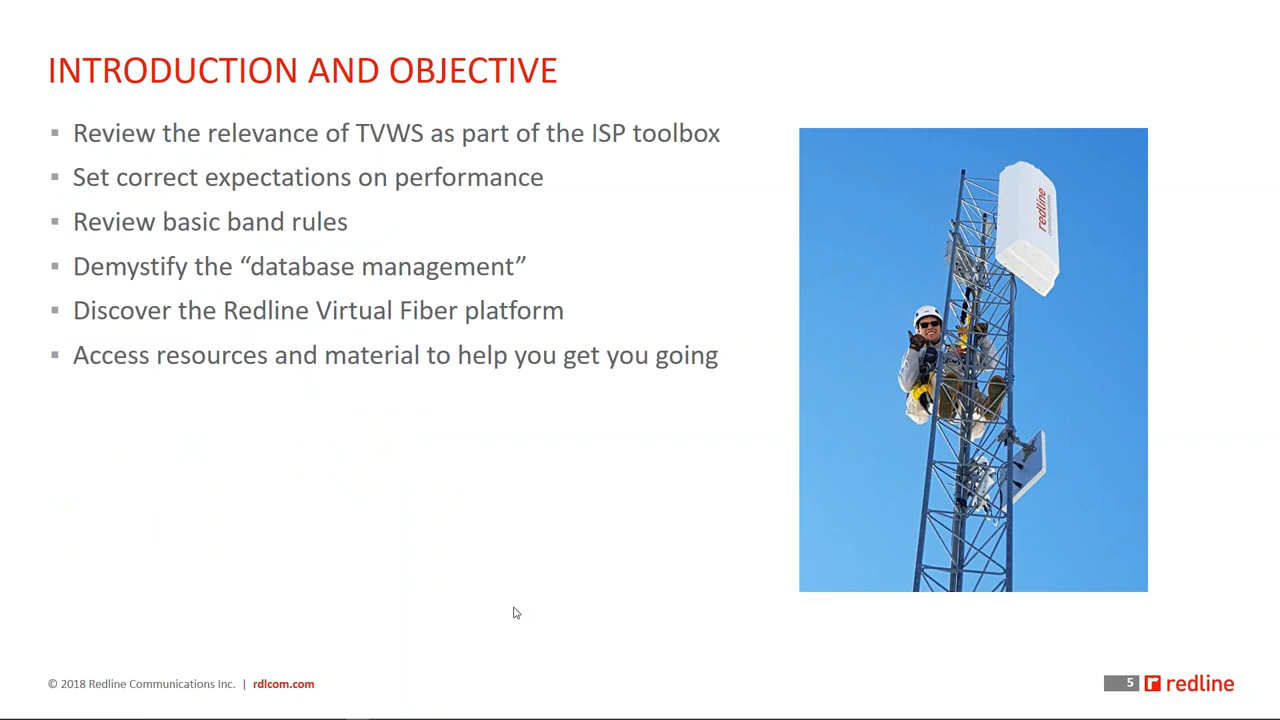 INTRODUCTION AND OBJECTIVE
▪ Review the relevance of TVWS as part of the ISP toolbox
▪ Set correct expectations on performance
▪ Review basic band rules
▪ Demystify the “database management”
▪ Discover the Redline Virtual Fiber platform
▪ Access resources and material to help you get you going
redline
© 2018 Redline Communications Inc. | rdlcom.com
5 redline